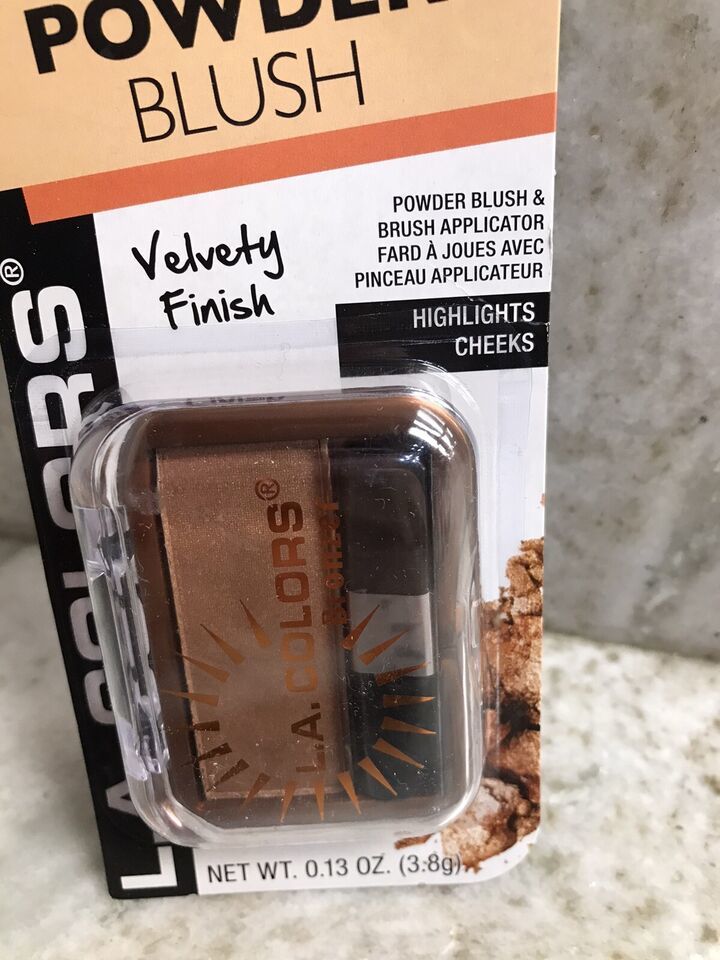 POWDER
BLUSH
Velvety
Finish
POWDER BLUSH &
BRUSH APPLICATOR
FARD À JOUES AVEC
PINCEAU APPLICATEUR
HIGHLIGHTS
CHEEKS
L.A. COLORS®
L.A. COLORS®
NET WT. 0.13 OZ. (3.8g)